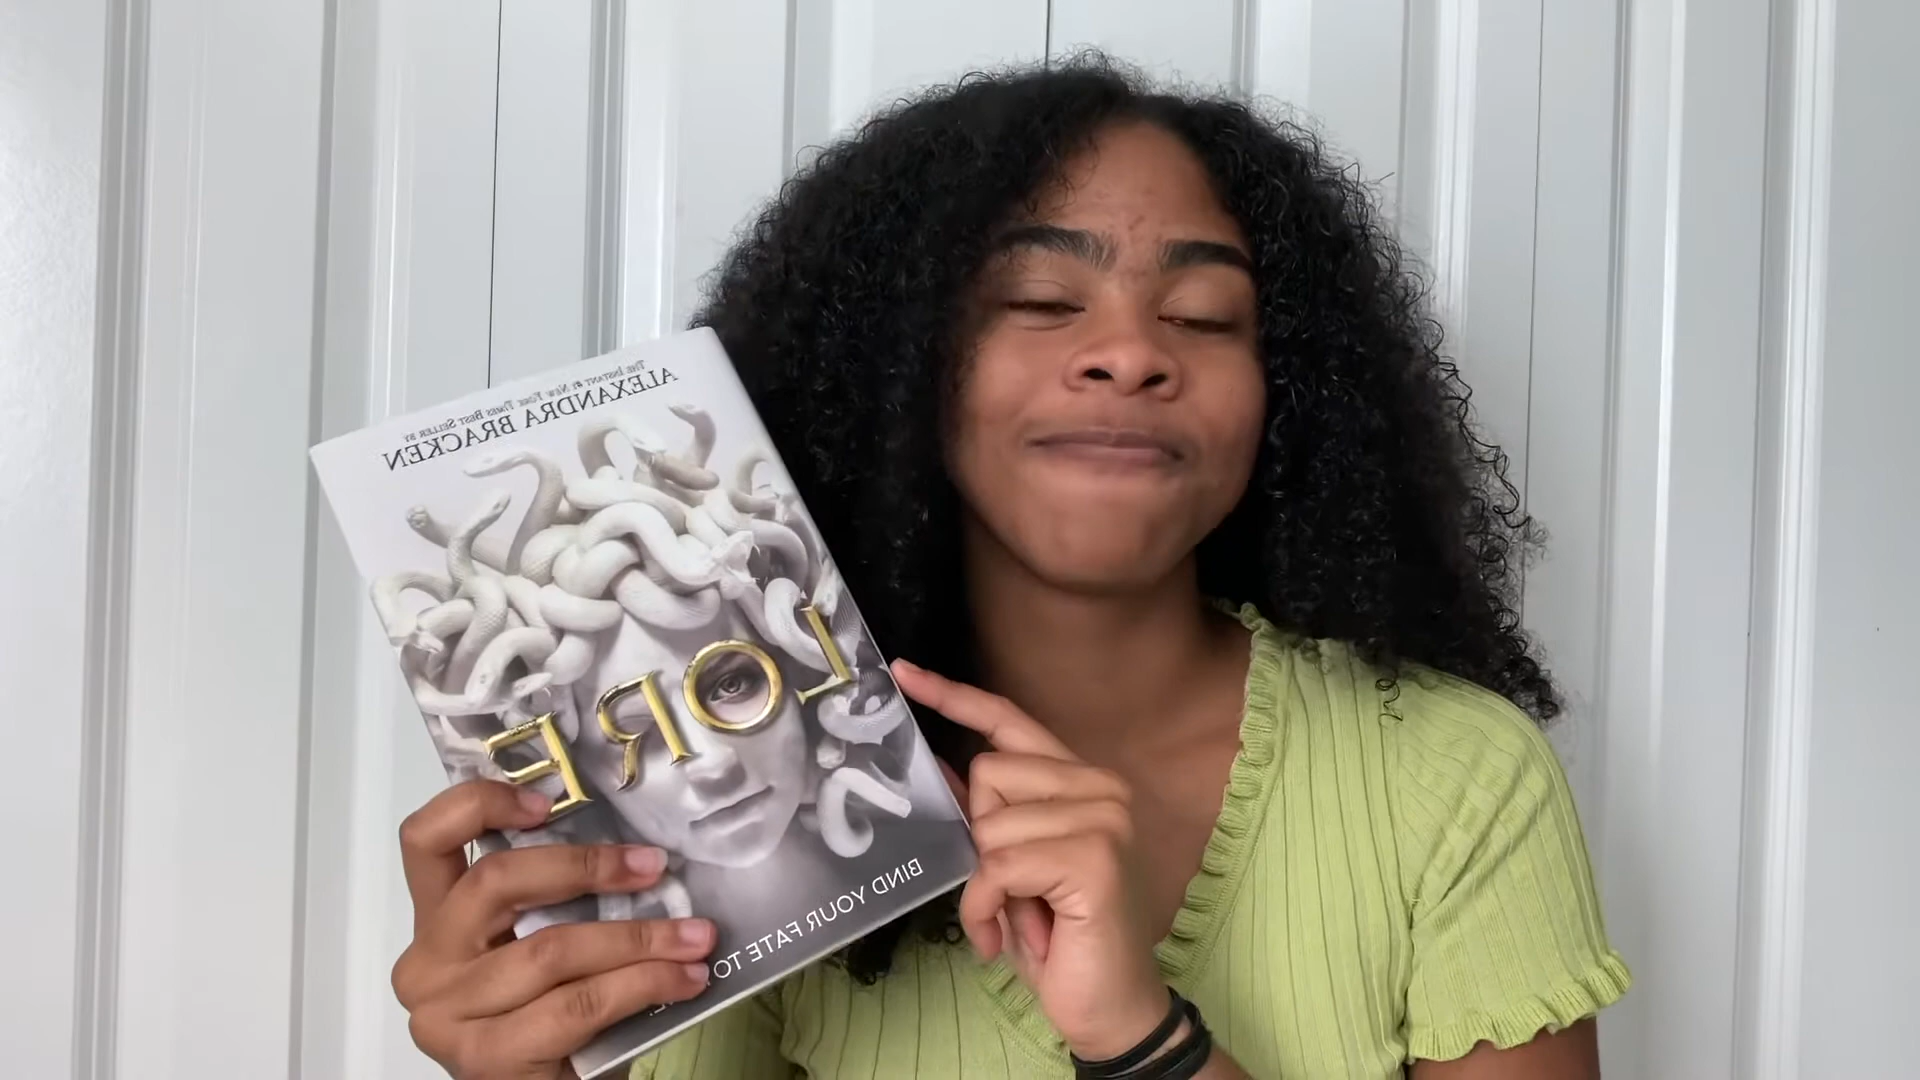 THE INSTANT #1 NEW YORK TIMES BEST SELLER BY
ALEXANDRA BRACKEN
LORE
BIND YOUR FATE TO